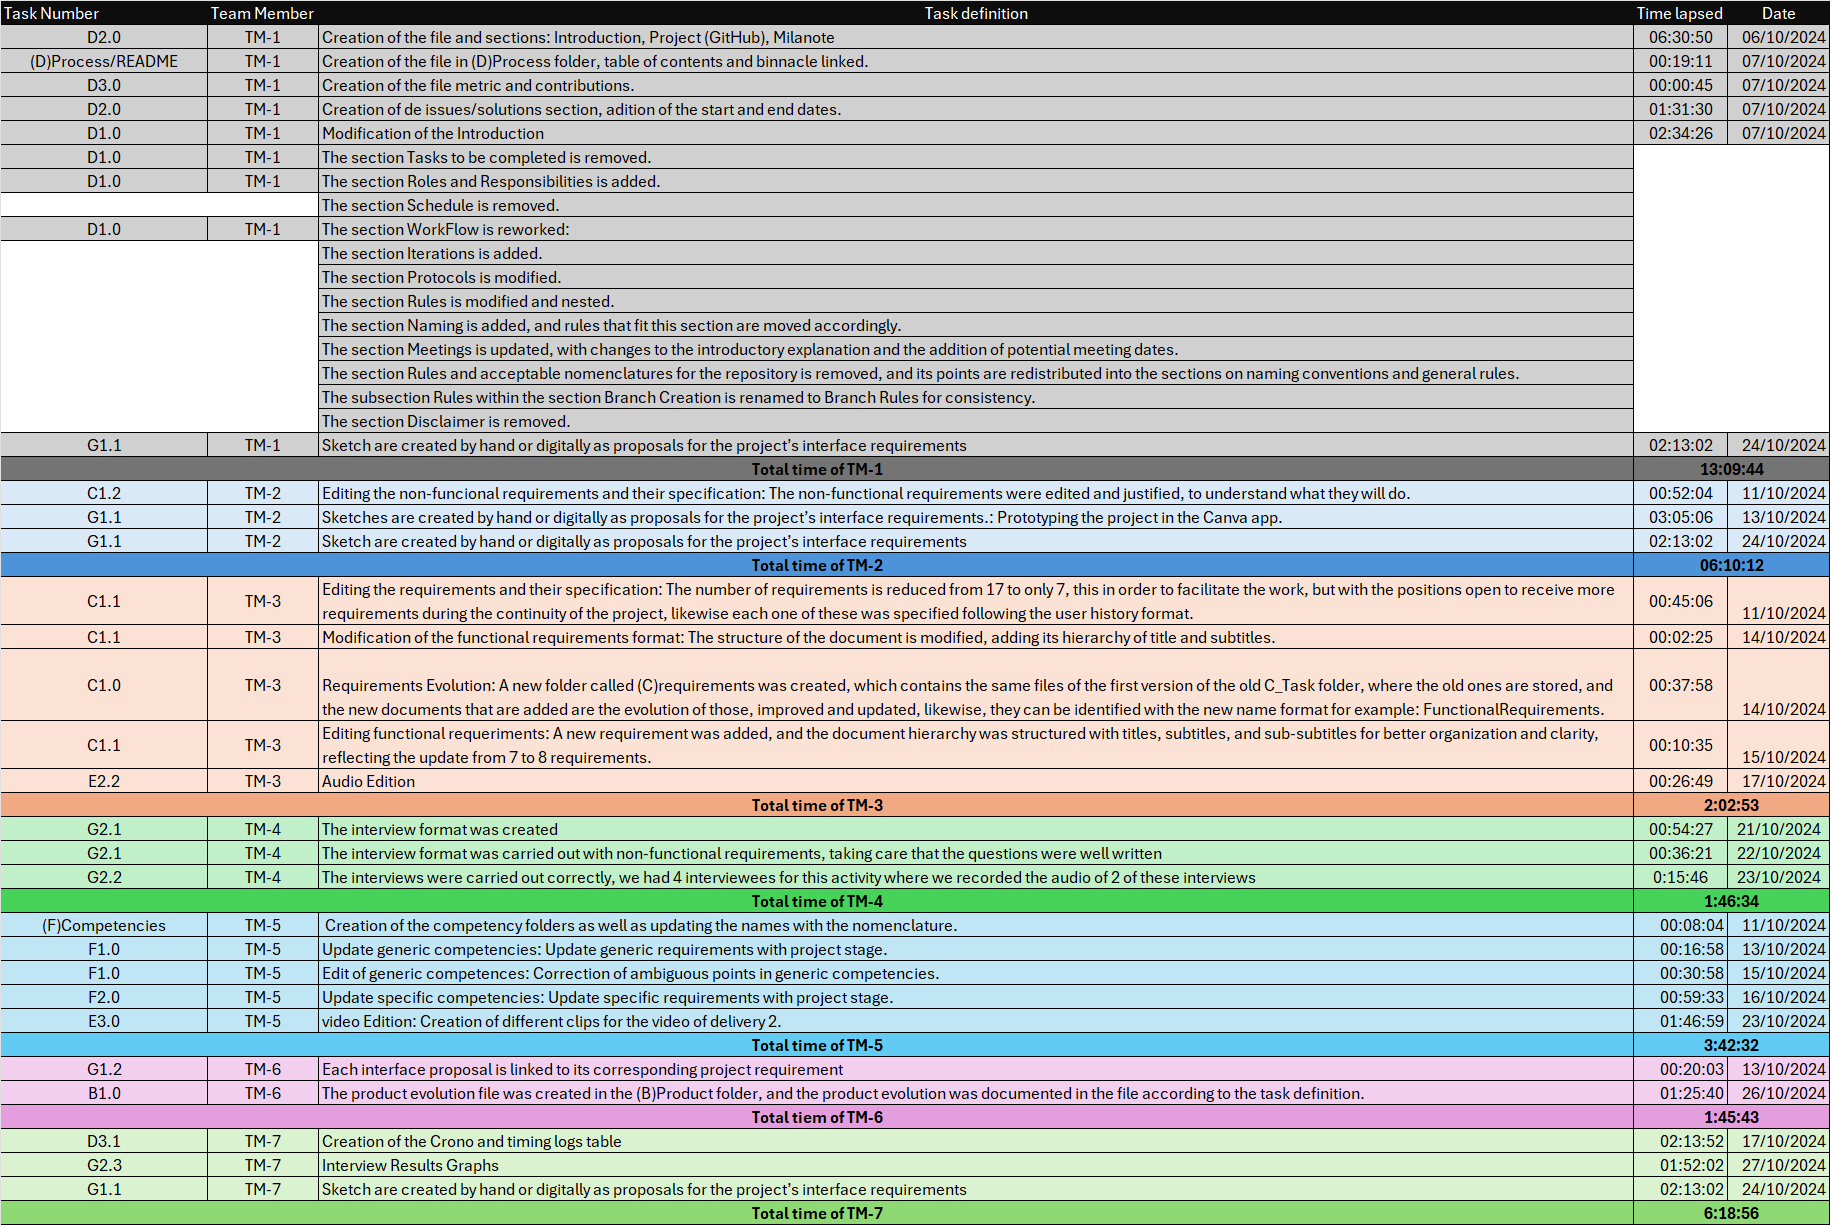 Task Number Team Member Task definition Time lapsed Date
D2.0 TM-1 Creation of the file and sections: Introduction, Project (GitHub), Milanote 06:30:50 06/10/2024
(D)Process/README TM-1 Creation of the file in (D)Process folder, table of contents and binnacle linked. 00:19:11 07/10/2024
D3.0 TM-1 Creation of the file metric and contributions. 00:00:45 07/10/2024
D2.0 TM-1 Creation of de issues/solutions section, adition of the start and end dates. 01:31:30 07/10/2024
D1.0 TM-1 Modification of the Introduction 02:34:26 07/10/2024
D1.0 TM-1 The section Tasks to be completed is removed.
D1.0 TM-1 The section Roles and Responsibilities is added.
The section Schedule is removed.
D1.0 TM-1 The section WorkFlow is reworked:
The section Iterations is added.
The section Protocols is modified.
The section Rules is modified and nested.
The section Naming is added, and rules that fit this section are moved accordingly.
The section Meetings is updated, with changes to the introductory explanation and the addition of potential meeting dates.
The section Rules and acceptable nomenclatures for the repository is removed, and its points are redistributed into the sections on naming conventions and general rules.
The subsection Rules within the section Branch Creation is renamed to Branch Rules for consistency.
The section Disclaimer is removed.
G1.1 TM-1 Sketch are created by hand or digitally as proposals for the project’s interface requirements 02:13:02 24/10/2024
Total time of TM-1 13:09:44
C1.2 TM-2 Editing the non-funcional requirements and their specification: The non-functional requirements were edited and justified, to understand what they will do. 00:52:04 11/10/2024
G1.1 TM-2 Sketches are created by hand or digitally as proposals for the project’s interface requirements.: Prototyping the project in the Canva app. 03:05:06 13/10/2024
G1.1 TM-2 Sketch are created by hand or digitally as proposals for the project’s interface requirements 02:13:02 24/10/2024
Total time of TM-2 06:10:12
C1.1 TM-3 Editing the requirements and their specification: The number of requirements is reduced from 17 to only 7, this in order to facilitate the work, but with the positions open to receive more
requirements during the continuity of the project, likewise each one of these was specified following the user history format. 00:45:06 11/10/2024
C1.1 TM-3 Modification of the functional requirements format: The structure of the document is modified, adding its hierarchy of title and subtitles. 00:02:25 14/10/2024
C1.0 TM-3 Requirements Evolution: A new folder called (C)requirements was created, which contains the same files of the first version of the old C_Task folder, where the old ones are stored, and
the new documents that are added are the evolution of those, improved and updated, likewise, they can be identified with the new name format for example: FunctionalRequirements. 00:37:58 14/10/2024
C1.1 TM-3 Editing functional requeriments: A new requirement was added, and the document hierarchy was structured with titles, subtitles, and sub-subtitles for better organization and clarity,
reflecting the update from 7 to 8 requirements. 00:10:35 15/10/2024
E2.2 TM-3 Audio Edition 00:26:49 17/10/2024
Total time of TM-3 2:02:53
G2.1 TM-4 The interview format was created 00:54:27 21/10/2024
G2.1 TM-4 The interview format was carried out with non-functional requirements, taking care that the questions were well written 00:36:21 22/10/2024
G2.2 TM-4 The interviews were carried out correctly, we had 4 interviewees for this activity where we recorded the audio of 2 of these interviews 0:15:46 23/10/2024
Total time of TM-4 1:46:34
(F)Competencies TM-5 Creation of the competency folders as well as updating the names with the nomenclature. 00:08:04 11/10/2024
F1.0 TM-5 Update generic competencies: Update generic requirements with project stage. 00:16:58 13/10/2024
F1.0 TM-5 Edit of generic competences: Correction of ambiguous points in generic competencies. 00:30:58 15/10/2024
F2.0 TM-5 Update specific competencies: Update specific requirements with project stage. 00:59:33 16/10/2024
E3.0 TM-5 video Edition: Creation of different clips for the video of delivery 2. 01:46:59 23/10/2024
Total time of TM-5 3:42:32
G1.2 TM-6 Each interface proposal is linked to its corresponding project requirement 00:20:03 13/10/2024
B1.0 TM-6 The product evolution file was created in the (B)Product folder, and the product evolution was documented in the file according to the task definition. 01:25:40 26/10/2024
Total tiem of TM-6 1:45:43
D3.1 TM-7 Creation of the Crono and timing logs table 02:13:52 17/10/2024
G2.3 TM-7 Interview Results Graphs 01:52:02 27/10/2024
G1.1 TM-7 Sketch are created by hand or digitally as proposals for the project’s interface requirements 02:13:02 24/10/2024
Total time of TM-7 6:18:56